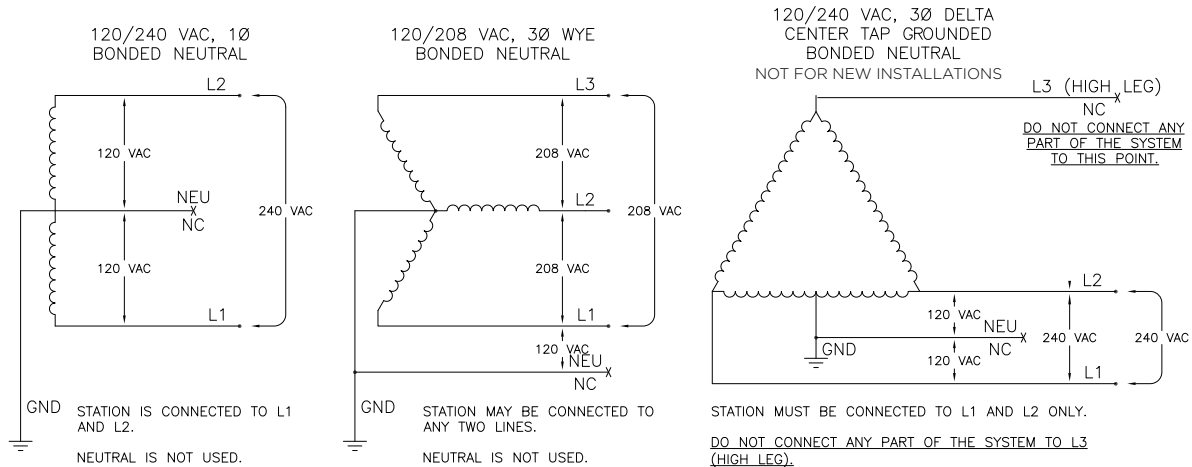 120/240 VAC, 1Ø
BONDED NEUTRAL
L2
120 VAC
NEU
NC
240 VAC
120 VAC
L1
GND
STATION IS CONNECTED TO L1
AND L2.
NEUTRAL IS NOT USED.
120/208 VAC, 3Ø WYE
BONDED NEUTRAL
L3
208 VAC
L2
208 VAC
208 VAC
L1
120 VAC
NEU
NC
GND
STATION MAY BE CONNECTED TO
ANY TWO LINES.
NEUTRAL IS NOT USED.
120/240 VAC, 3Ø DELTA
CENTER TAP GROUNDED
BONDED NEUTRAL
NOT FOR NEW INSTALLATIONS
L3 (HIGH LEG)
NC
DO NOT CONNECT ANY
PART OF THE SYSTEM
TO THIS POINT.
L2
120 VAC
NEU
GND
NC
240 VAC
240 VAC
120 VAC
L1
STATION MUST BE CONNECTED TO L1 AND L2 ONLY.
DO NOT CONNECT ANY PART OF THE SYSTEM TO L3
(HIGH LEG).